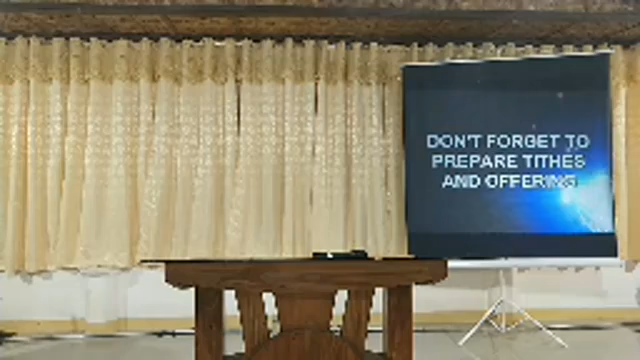 DON'T FORGET TO
PREPARE TITHES
AND OFFERING